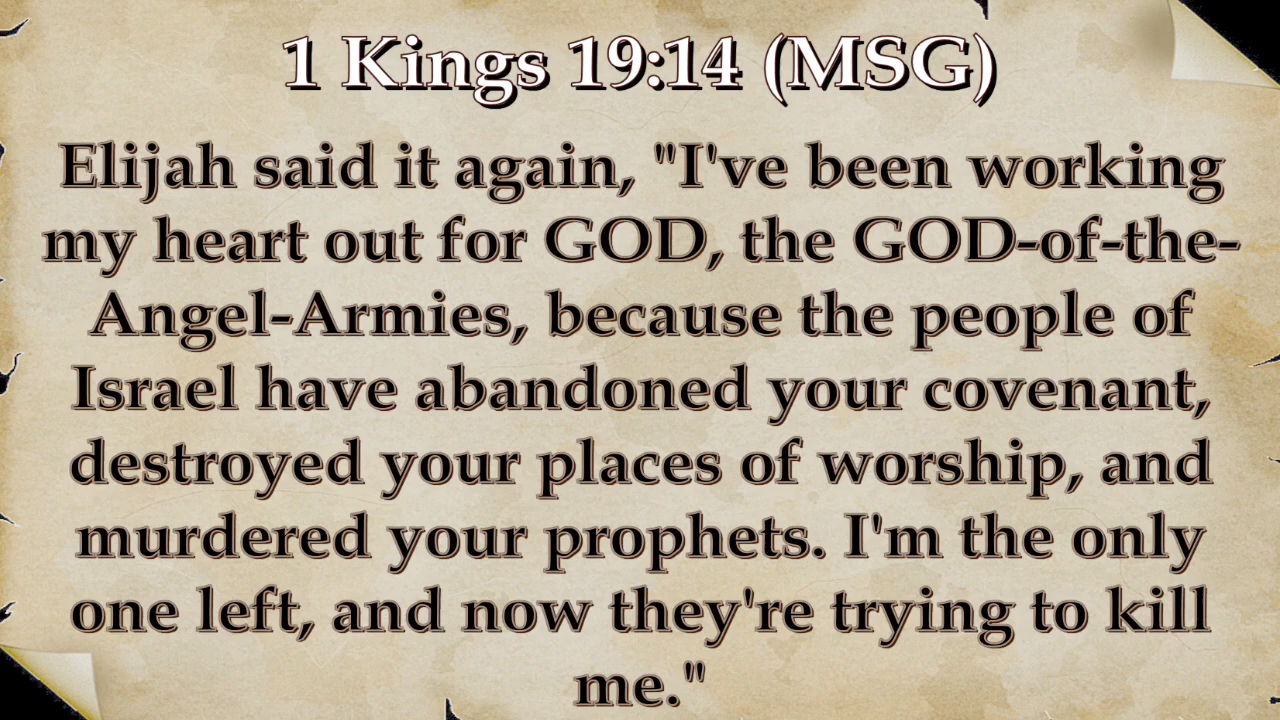 1 Kings 19:14 (MSG)
Elijah said it again, "I've been working
my heart out for GOD, the GOD-of-the-
Angel-Armies, because the people of
Israel have abandoned your covenant,
destroyed your places of worship, and
murdered your prophets. I'm the only
one left, and now they're trying to kill
me."